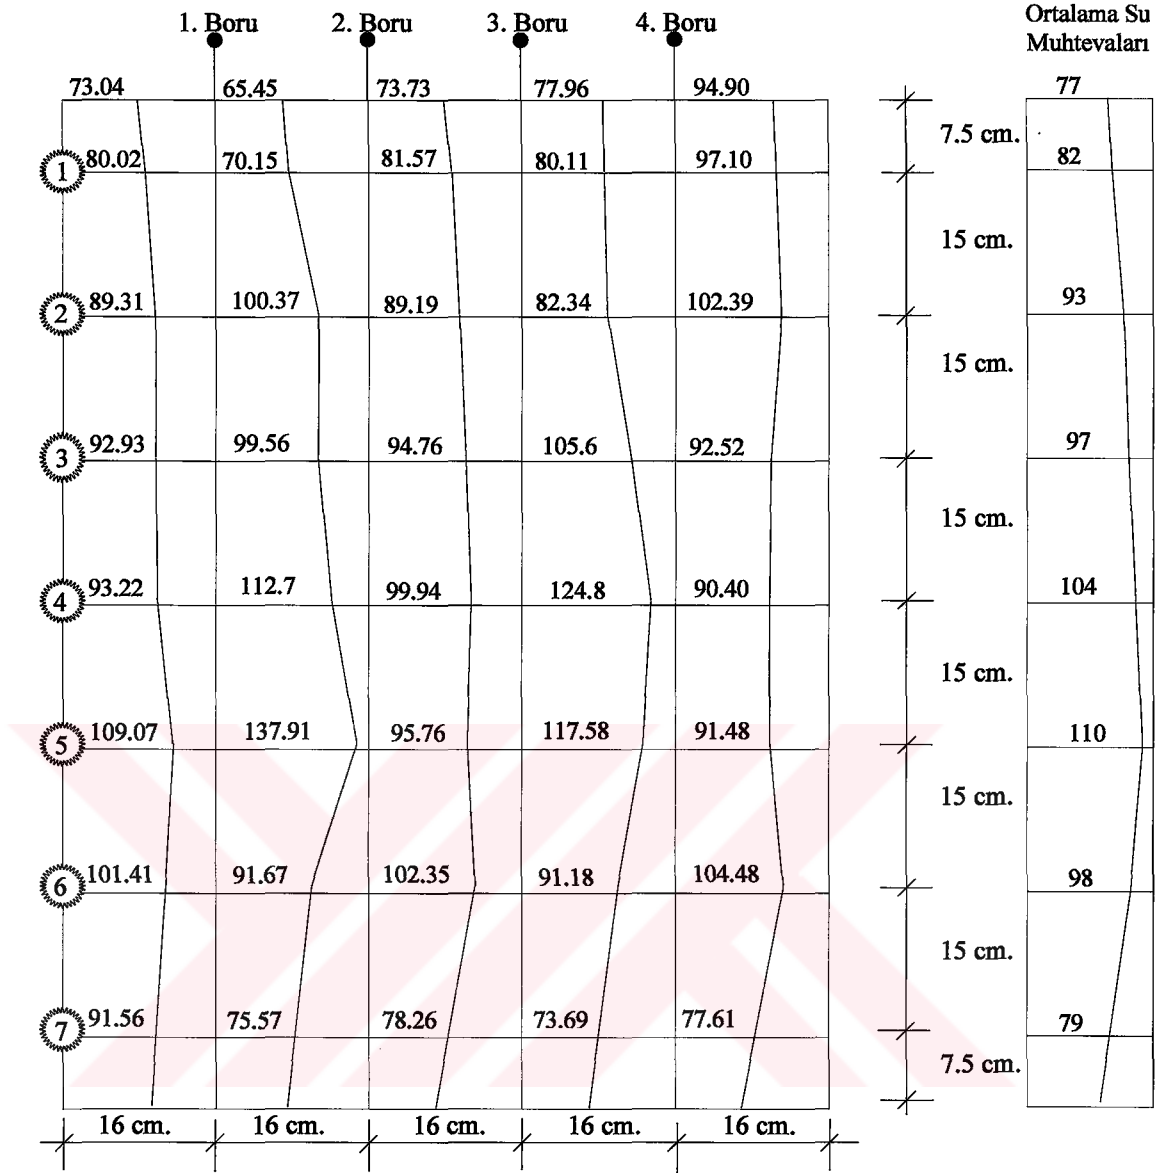 1. Boru 2. Boru 3. Boru 4. Boru Ortalama Su
Muhtevaları
73.04 65.45 73.73 77.96 94.90 77
7.5 cm.
1 80.02 70.15 81.57 80.11 97.10 82
15 cm.
2 89.31 100.37 89.19 82.34 102.39 93
15 cm.
3 92.93 99.56 94.76 105.6 92.52 97
15 cm.
4 93.22 112.7 99.94 124.8 90.40 104
15 cm.
5 109.07 137.91 95.76 117.58 91.48 110
15 cm.
6 101.41 91.67 102.35 91.18 104.48 98
15 cm.
7 91.56 75.57 78.26 73.69 77.61 79
7.5 cm.
16 cm. 16 cm. 16 cm. 16 cm. 16 cm.